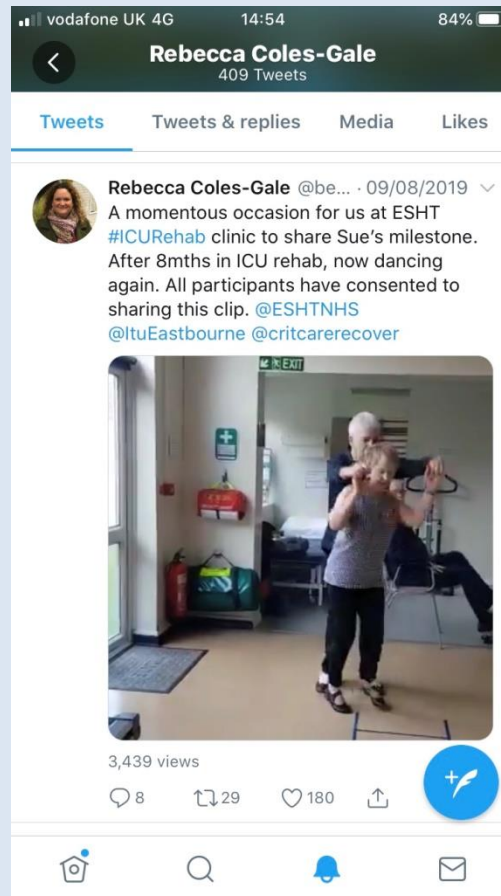 vodafone UK 4G 14:54 84%
Rebecca Coles-Gale
409 Tweets
Tweets Tweets & replies Media Likes
Rebecca Coles-Gale @be... · 09/08/2019
A momentous occasion for us at ESHT
#ICURehab clinic to share Sue's milestone.
After 8mths in ICU rehab, now dancing
again. All participants have consented to
sharing this clip. @ESHTNHS
@ItuEastbourne @critcarerecover
EXIT
3,439 views
8 29 180